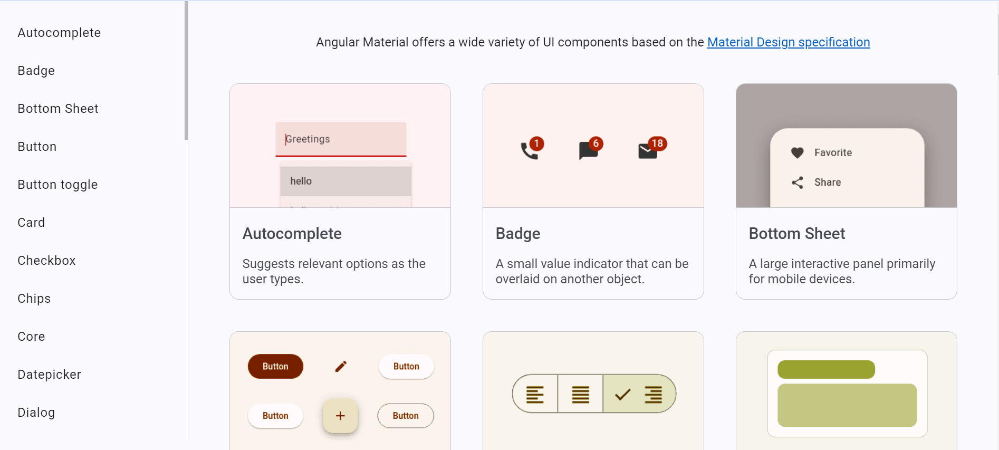 Autocomplete
Badge
Bottom Sheet
Button
Button toggle
Card
Checkbox
Chips
Core
Datepicker
Dialog
Angular Material offers a wide variety of UI components based on the Material Design specification
Greetings
hello
Autocomplete
Suggests relevant options as the
user types.
1
6
18
Badge
A small value indicator that can be
overlaid on another object.
Favorite
Share
Bottom Sheet
A large interactive panel primarily
for mobile devices.
Button
Button
Button
+
Button